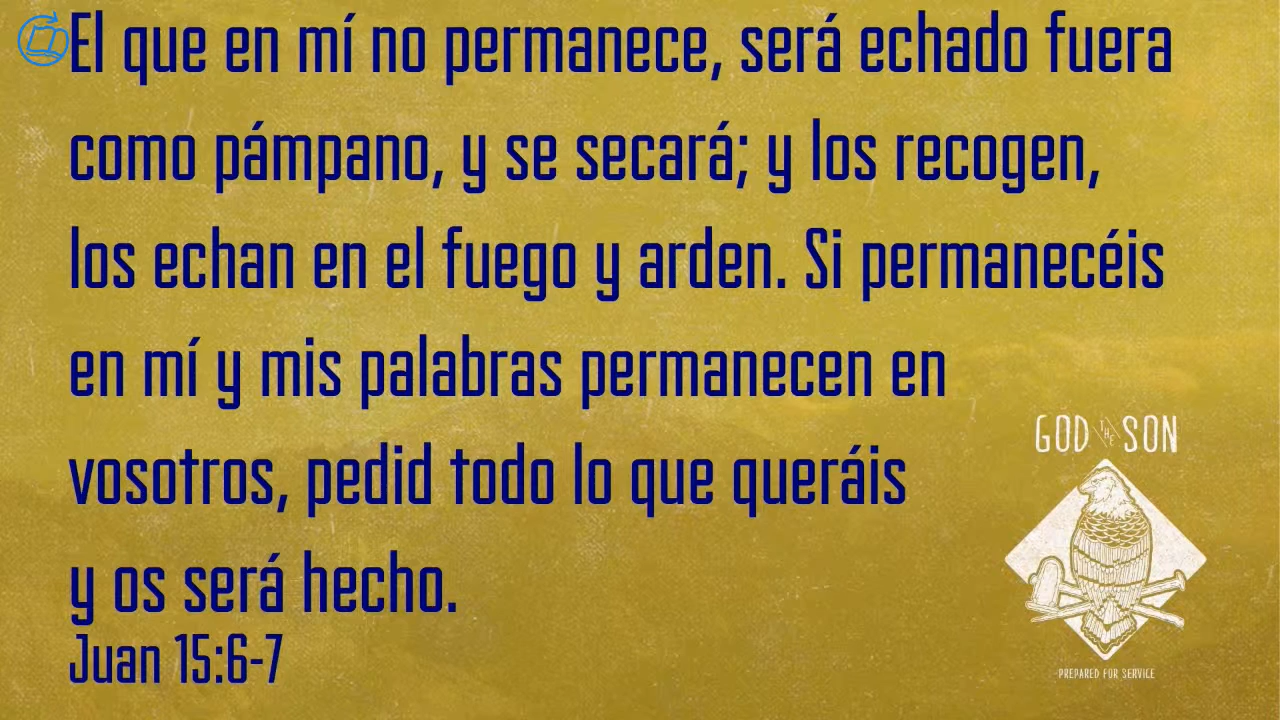 El que en mí no permanece, será echado fuera
como pámpano, y se secará; y los recogen,
los echan en el fuego y arden. Si permanecéis
en mí y mis palabras permanecen en
vosotros, pedid todo lo que queráis
y os será hecho.
Juan 15:6-7
GOD THE SON
PREPARED FOR SERVICE